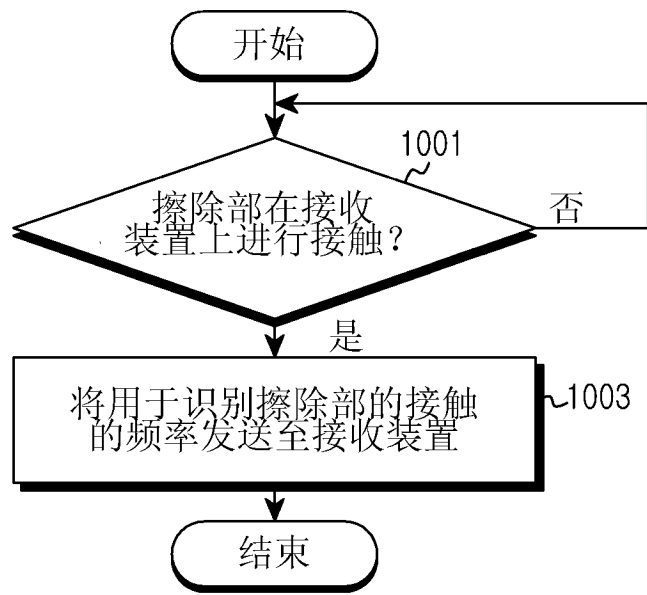 开始
1001
擦除部在接收
装置上进行接触？
否
是
将用于识别擦除部的接触
的频率发送至接收装置
1003
结束